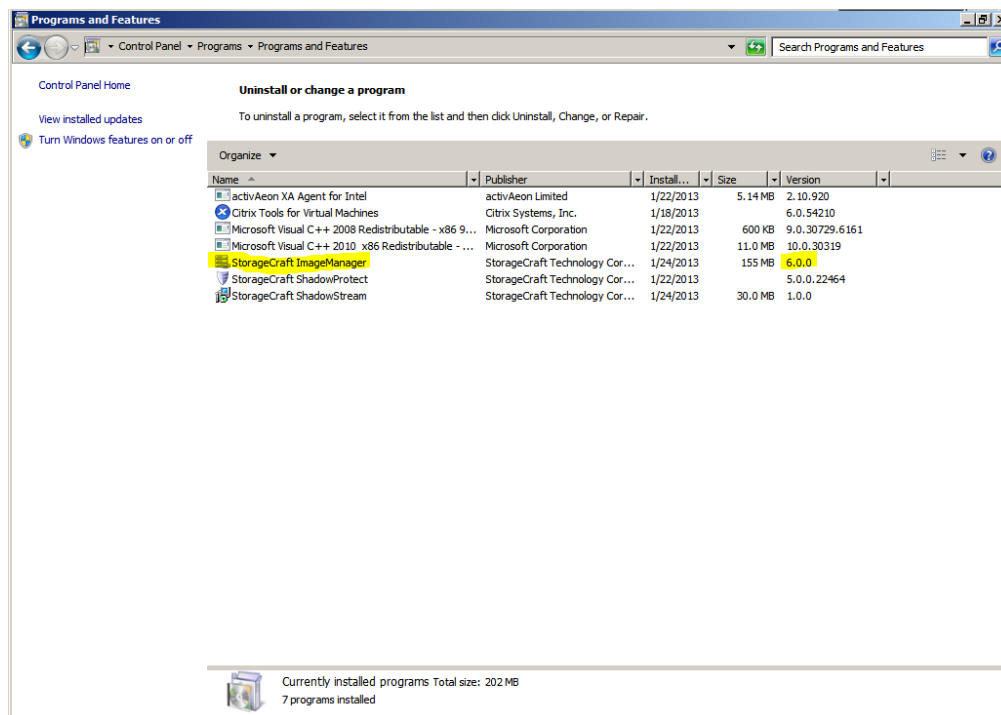 Programs and Features
Control Panel Programs Programs and Features Search Programs and Features
Control Panel Home
Uninstall or change a program
View installed updates
To uninstall a program, select it from the list and then click Uninstall, Change, or Repair.
Turn Windows features on or off
Organize
Name Publisher Install... Size Version
activAeon XA Agent for Intel activAeon Limited 1/22/2013 5.14 MB 2.10.920
Citrix Tools for Virtual Machines Citrix Systems, Inc. 1/18/2013 6.0.54210
Microsoft Visual C++ 2008 Redistributable - x86 9... Microsoft Corporation 1/22/2013 600 KB 9.0.30729.6161
Microsoft Visual C++ 2010 x86 Redistributable - ... Microsoft Corporation 1/22/2013 11.0 MB 10.0.30319
StorageCraft ImageManager StorageCraft Technology Cor... 1/24/2013 155 MB 6.0.0
StorageCraft ShadowProtect StorageCraft Technology Cor... 1/22/2013 5.0.0.22464
StorageCraft ShadowStream StorageCraft Technology Cor... 1/24/2013 30.0 MB 1.0.0
Currently installed programs Total size: 202 MB
7 programs installed